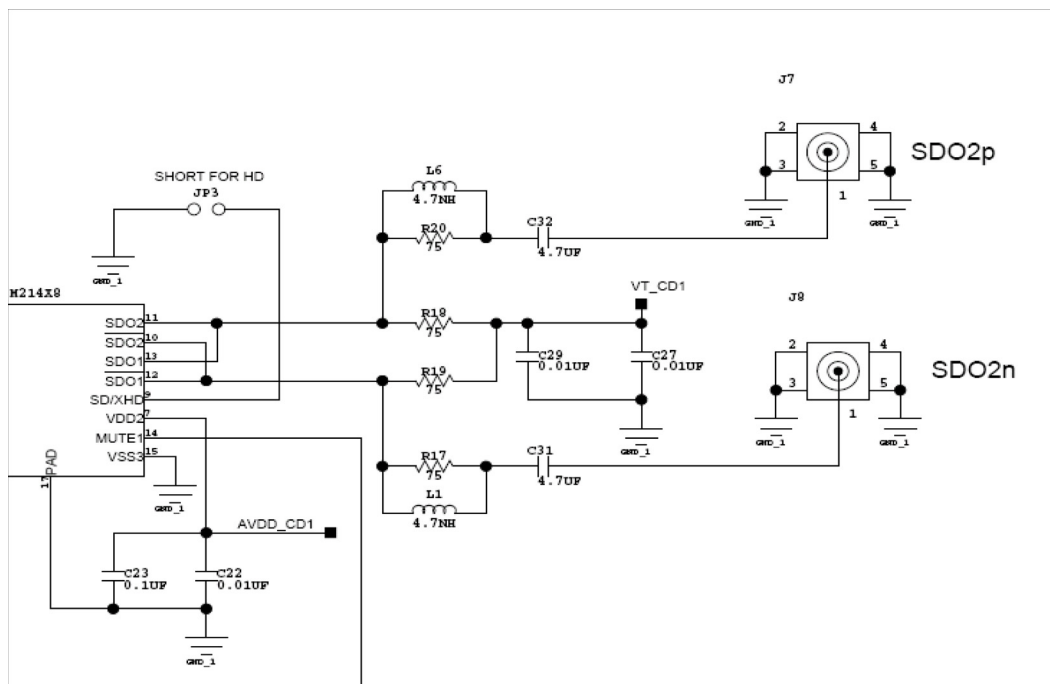 J7
2
4
3
5
SDO2p
1
GND_1
GND_1
SHORT FOR HD
JP3
GND_1
L6
4.7NH
R20
75
C32
4.7UF
M214X8
SDO2
11
SDO2
10
SDO1
13
SDO1
12
SD/XHD
9
VDD2
7
MUTE1
14
VSS3
15
PAD
17
GND_1
R18
75
R19
75
VT_CD1
C29
0.01UF
C27
0.01UF
GND_1
J8
2
4
3
5
SDO2n
1
GND_1
GND_1
R17
75
L1
4.7NH
C31
4.7UF
AVDD_CD1
C23
0.1UF
C22
0.01UF
GND_1